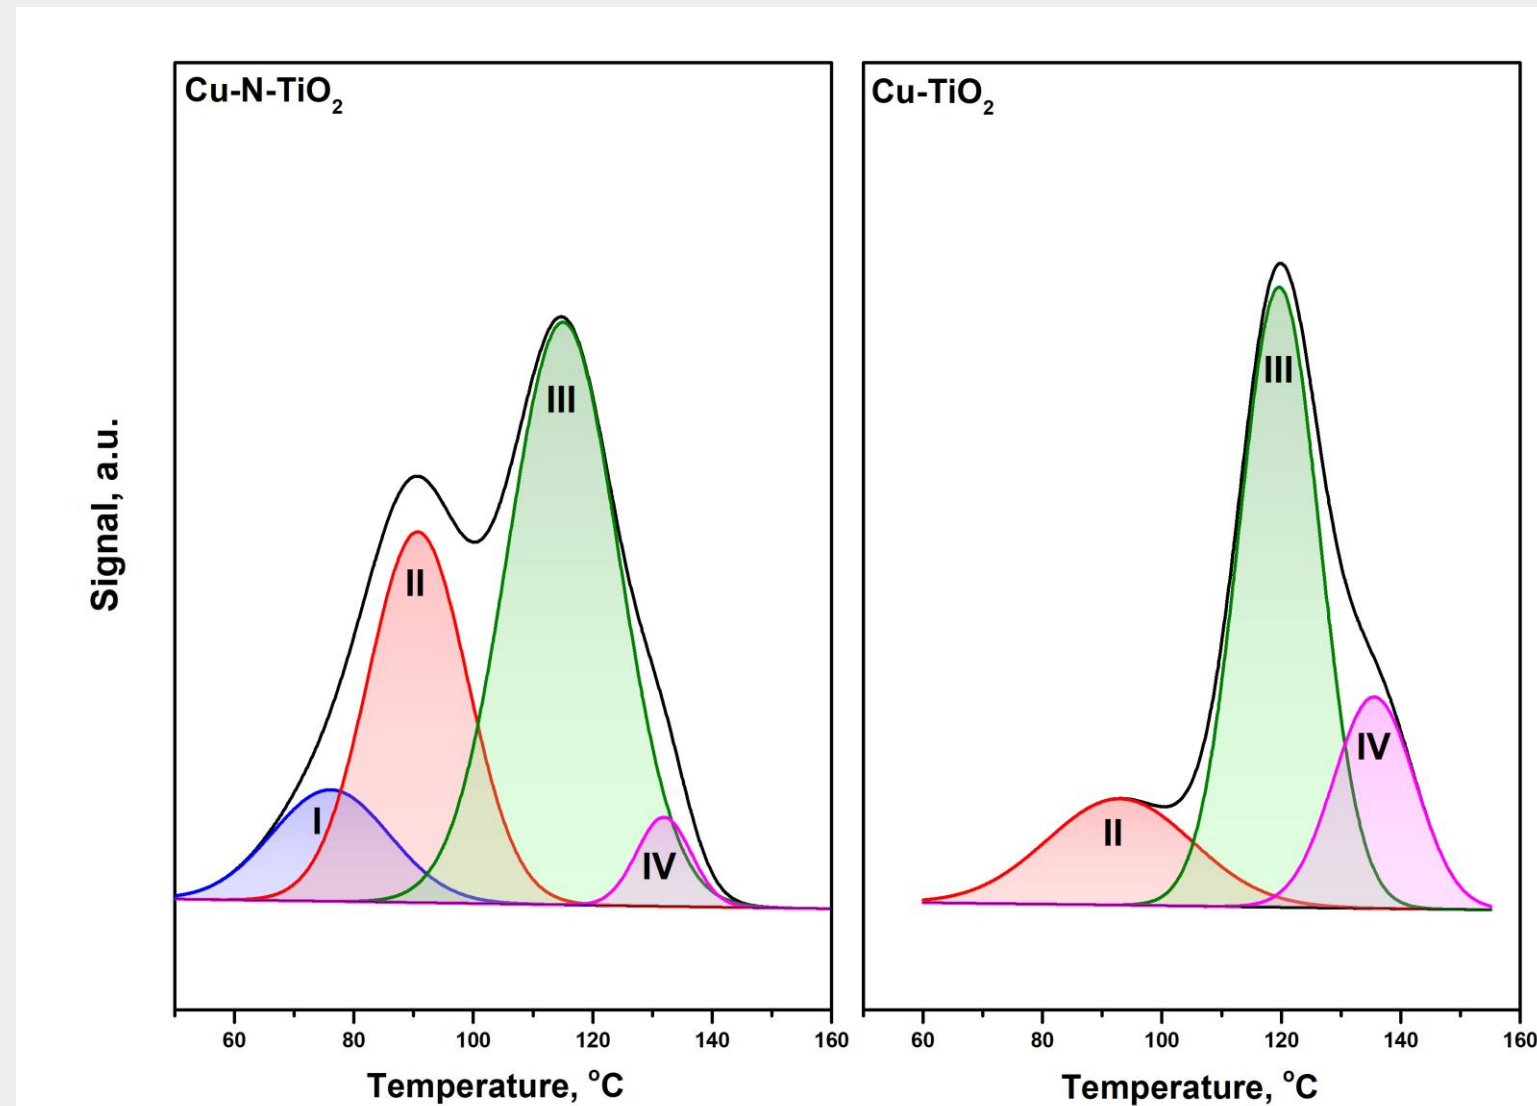 Cu-N-TiO₂
Cu-TiO₂
Signal, a.u.
I
II
III
IV
II
III
IV
60 80 100 120 140 160
60 80 100 120 140 160
Temperature, °C
Temperature, °C